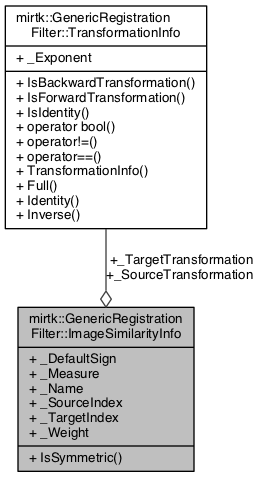 mirtk::GenericRegistration
Filter::TransformationInfo
+ _Exponent
+ IsBackwardTransformation()
+ IsForwardTransformation()
+ IsIdentity()
+ operator bool()
+ operator!=()
+ operator==()
+ TransformationInfo()
+ Full()
+ Identity()
+ Inverse()
+_TargetTransformation
+_SourceTransformation
mirtk::GenericRegistration
Filter::ImageSimilarityInfo
+ _DefaultSign
+ _Measure
+ _Name
+ _SourceIndex
+ _TargetIndex
+ _Weight
+ IsSymmetric()